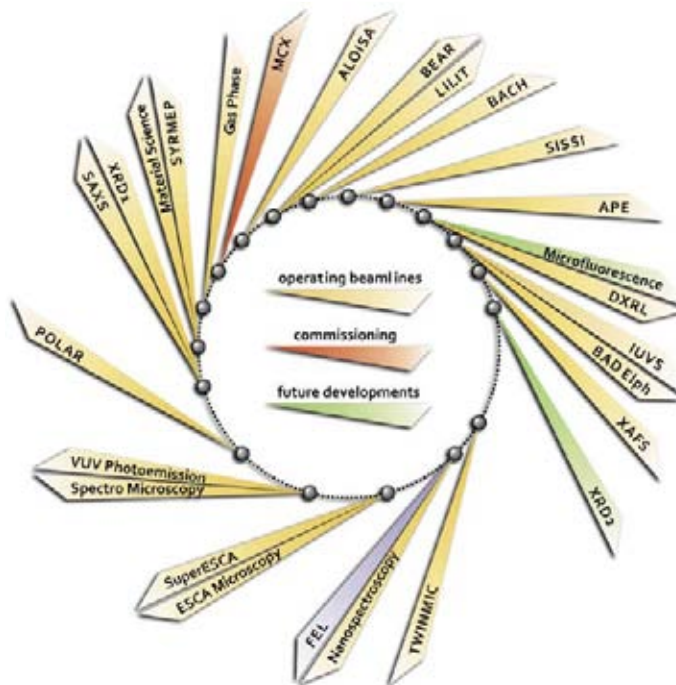 MCX
ALOISA
BEAR
LILIT
BACH
SISSI
APE
Microfluorescence
DXRL
IUVS
BAD Elph
XAFS
XRD2
TWINMIC
Nanospectroscopy
FEL
ESCA Microscopy
SuperESCA
Spectro Microscopy
VUV Photoemission
POLAR
SAXS
XRD1
Material Science
SYRMEP
Gas Phase
operating beamlines
commissioning
future developments